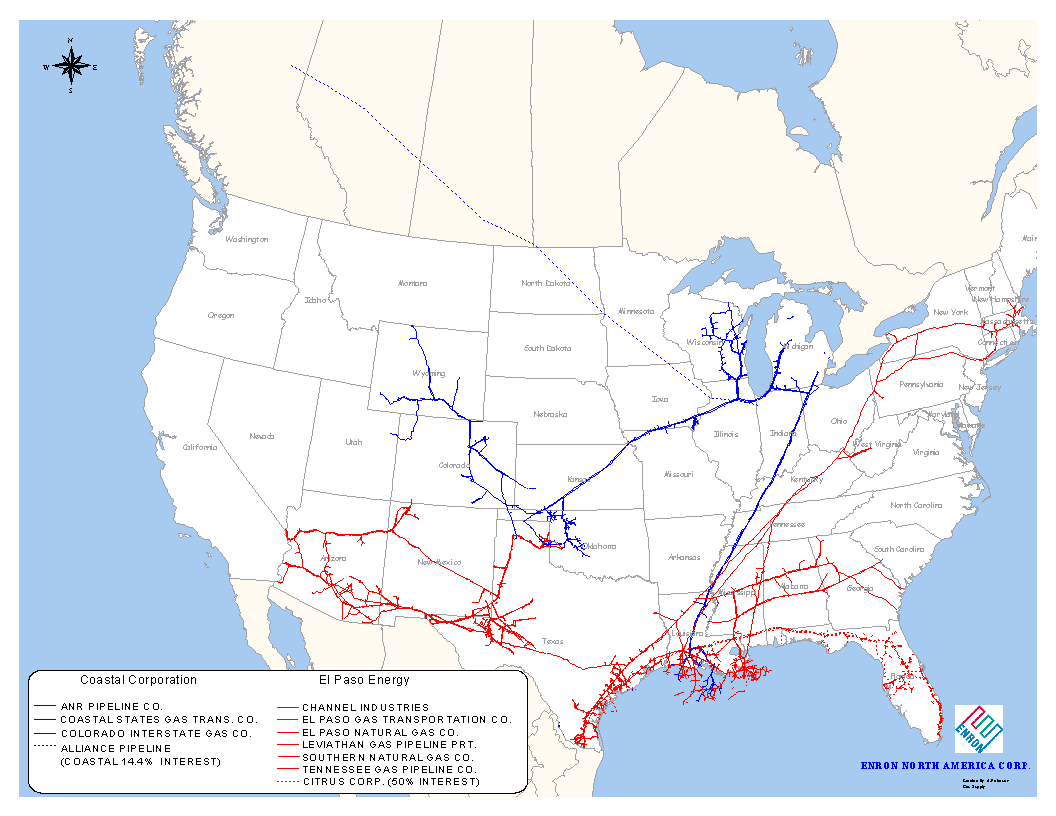 N
W E
S
Washington
Oregon
Idaho
Montana
North Dakota
South Dakota
Minnesota
Wisconsin
Michigan
Wyoming
Nebraska
Iowa
Illinois
Indiana
Ohio
Pennsylvania
New York
Vermont
New Hampshire
Massachusetts
Connecticut
New Jersey
Maryland
West Virginia
Virginia
California
Nevada
Utah
Colorado
Kansas
Missouri
Kentucky
Tennessee
North Carolina
South Carolina
Arizona
New Mexico
Oklahoma
Arkansas
Mississippi
Alabama
Georgia
Texas
Louisiana
Florida
Coastal Corporation
ANR PIPELINE CO.
COASTAL STATES GAS TRANS. CO.
COLORADO INTERSTATE GAS CO.
ALLIANCE PIPELINE
(COASTAL 14.4% INTEREST)
El Paso Energy
CHANNEL INDUSTRIES
EL PASO GAS TRANSPORTATION CO.
EL PASO NATURAL GAS CO.
LEVIATHAN GAS PIPELINE PRT.
SOUTHERN NATURAL GAS CO.
TENNESSEE GAS PIPELINE CO.
CITRUS CORP. (50% INTEREST)
ENRON
ENRON NORTH AMERICA CORP.
Gas Supply